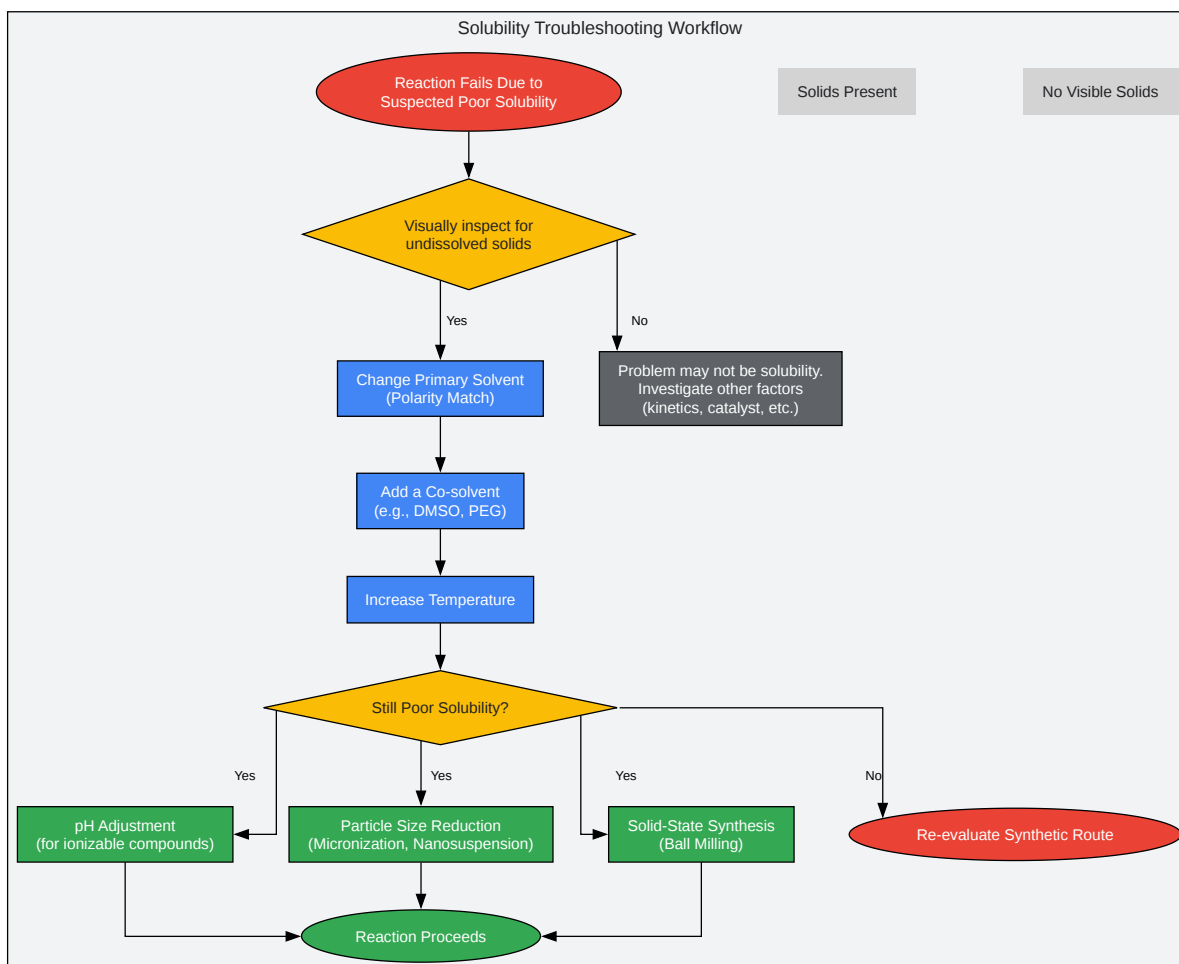 Solubility Troubleshooting Workflow
Reaction Fails Due to
Suspected Poor Solubility
Solids Present
No Visible Solids
Visually inspect for
undissolved solids
Yes
No
Change Primary Solvent
(Polarity Match)
Problem may not be solubility.
Investigate other factors
(kinetics, catalyst, etc.)
Add a Co-solvent
(e.g., DMSO, PEG)
Increase Temperature
Still Poor Solubility?
Yes
Yes
Yes
No
pH Adjustment
(for ionizable compounds)
Particle Size Reduction
(Micronization, Nanosuspension)
Solid-State Synthesis
(Ball Milling)
Re-evaluate Synthetic Route
Reaction Proceeds